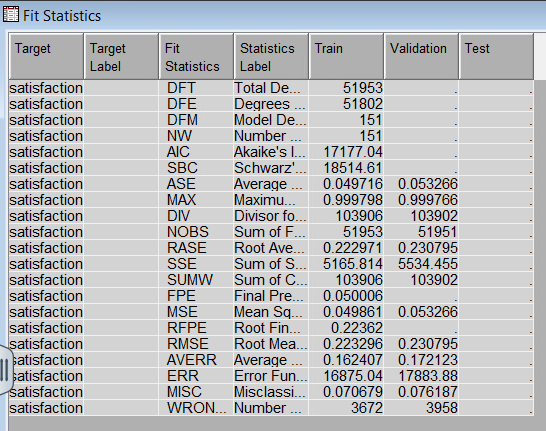 Fit Statistics
Target Target Label Fit Statistics Statistics Label Train Validation Test
satisfaction DFT Total De... 51953 . .
satisfaction DFE Degrees ... 51802 . .
satisfaction DFM Model De... 151 . .
satisfaction NW Number ... 151 . .
satisfaction AIC Akaike's I... 17177.04 . .
satisfaction SBC Schwarz'... 18514.61 . .
satisfaction ASE Average ... 0.049716 0.053266 .
satisfaction MAX Maximu... 0.999798 0.999766 .
satisfaction DIV Divisor fo... 103906 103902 .
satisfaction NOBS Sum of F... 51953 51951 .
satisfaction RASE Root Ave... 0.222971 0.230795 .
satisfaction SSE Sum of S... 5165.814 5534.455 .
satisfaction SUMW Sum of C... 103906 103902 .
satisfaction FPE Final Pre... 0.050006 . .
satisfaction MSE Mean Sq... 0.049861 0.053266 .
satisfaction RFPE Root Fin... 0.22362 . .
satisfaction RMSE Root Mea... 0.223296 0.230795 .
satisfaction AVERR Average ... 0.162407 0.172123 .
satisfaction ERR Error Fun... 16875.04 17883.88 .
satisfaction MISC Misclassi... 0.070679 0.076187 .
satisfaction WRON... Number ... 3672 3958 .